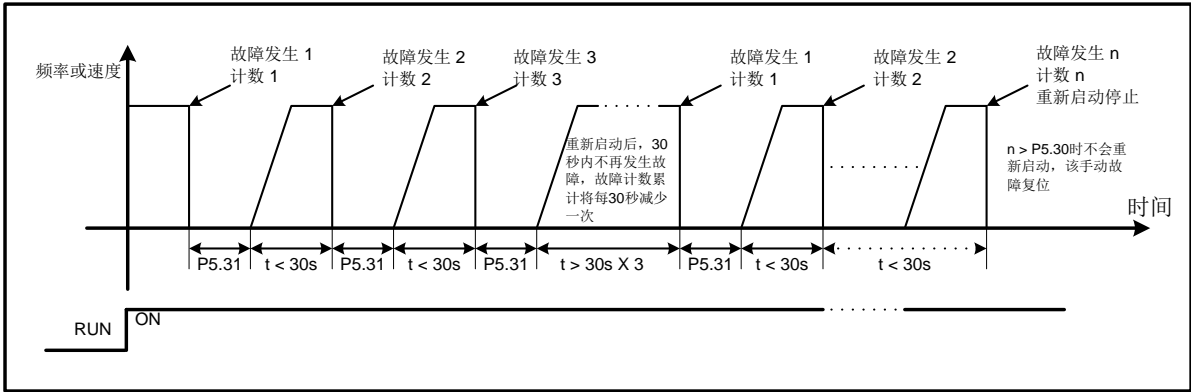 频率或速度
故障发生 1
计数 1
故障发生 2
计数 2
故障发生 3
计数 3
故障发生 1
计数 1
故障发生 2
计数 2
故障发生 n
计数 n
重新启动停止
重新启动后，30
秒内不再发生故
障，故障计数累
计将每30秒减少
一次
n > P5.30时不会重
新启动，该手动故
障复位
时间
P5.31
t < 30s
P5.31
t < 30s
P5.31
t > 30s X 3
P5.31
t < 30s
t < 30s
RUN
ON